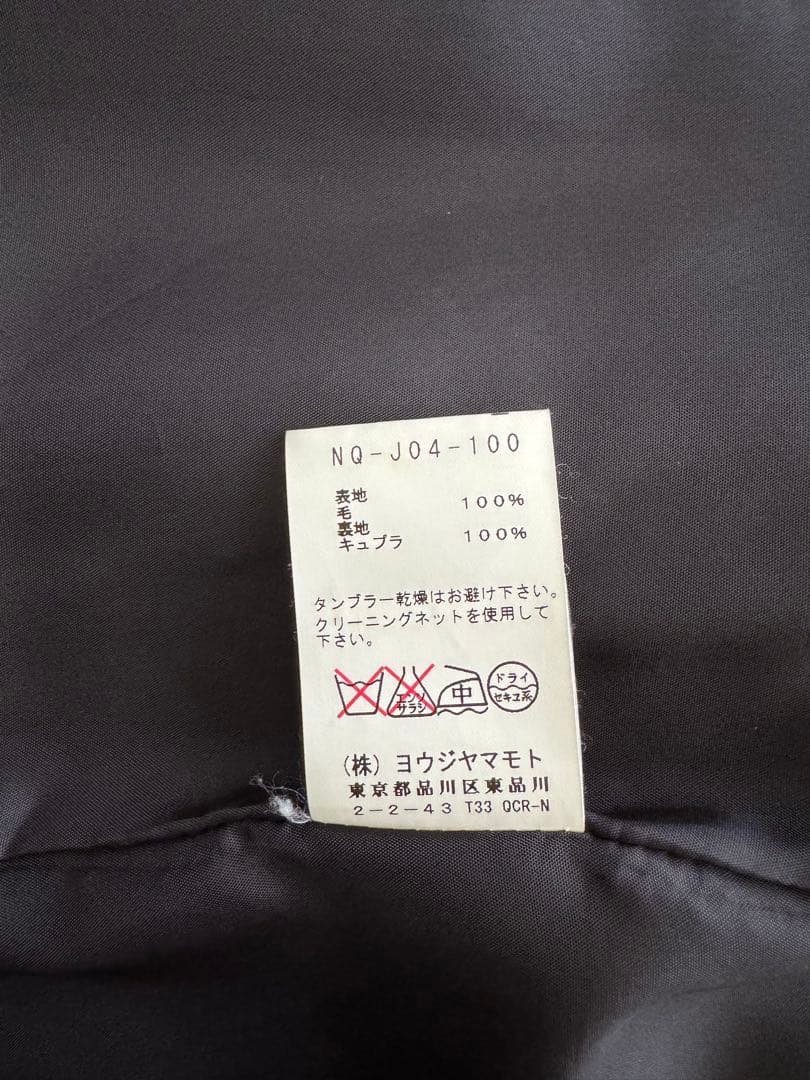 NQ-J04-100
表地
毛 100%
裏地
キュプラ 100%
タンブラー乾燥はお避け下さい。
クリーニングネットを使用して
下さい。
エンソ
サラシ
中
ドライ
セキユ系
(株) ヨウジヤマモト
東京都品川区東品川
2-2-43 T33 QCR-N